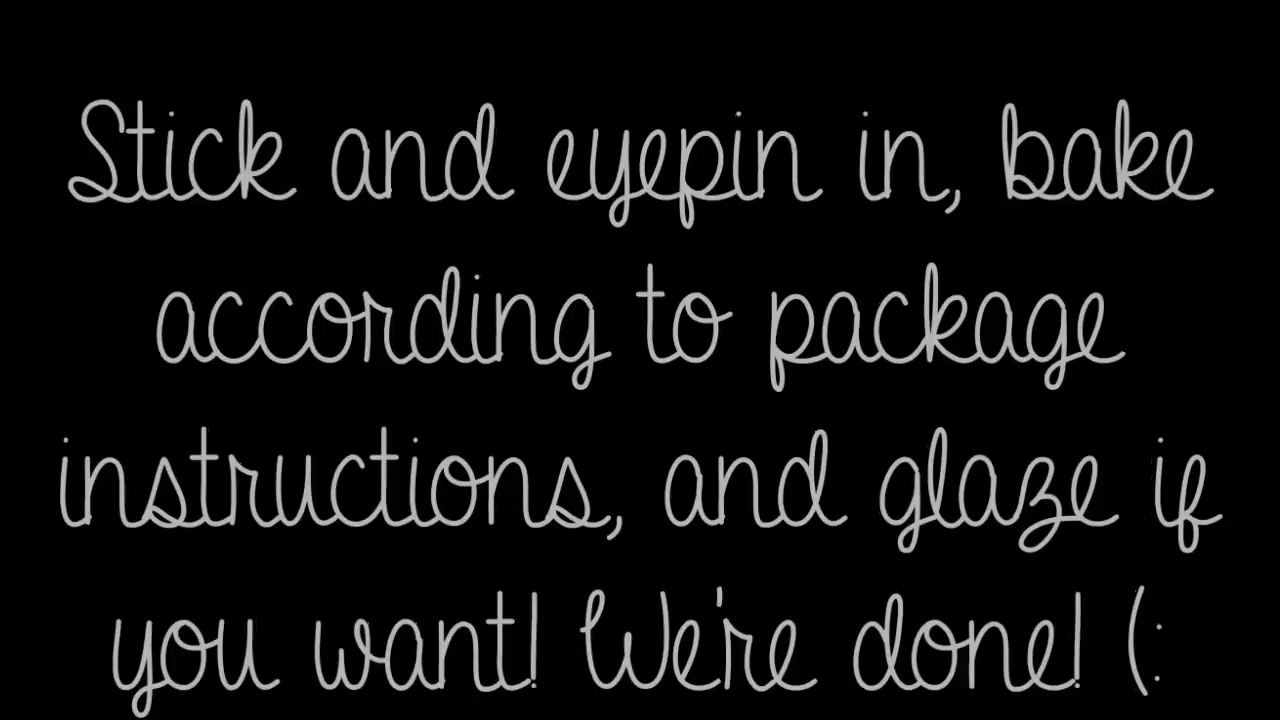 Stick and eyepin in, bake
according to package
instructions, and glaze if
you want! We're done! (: